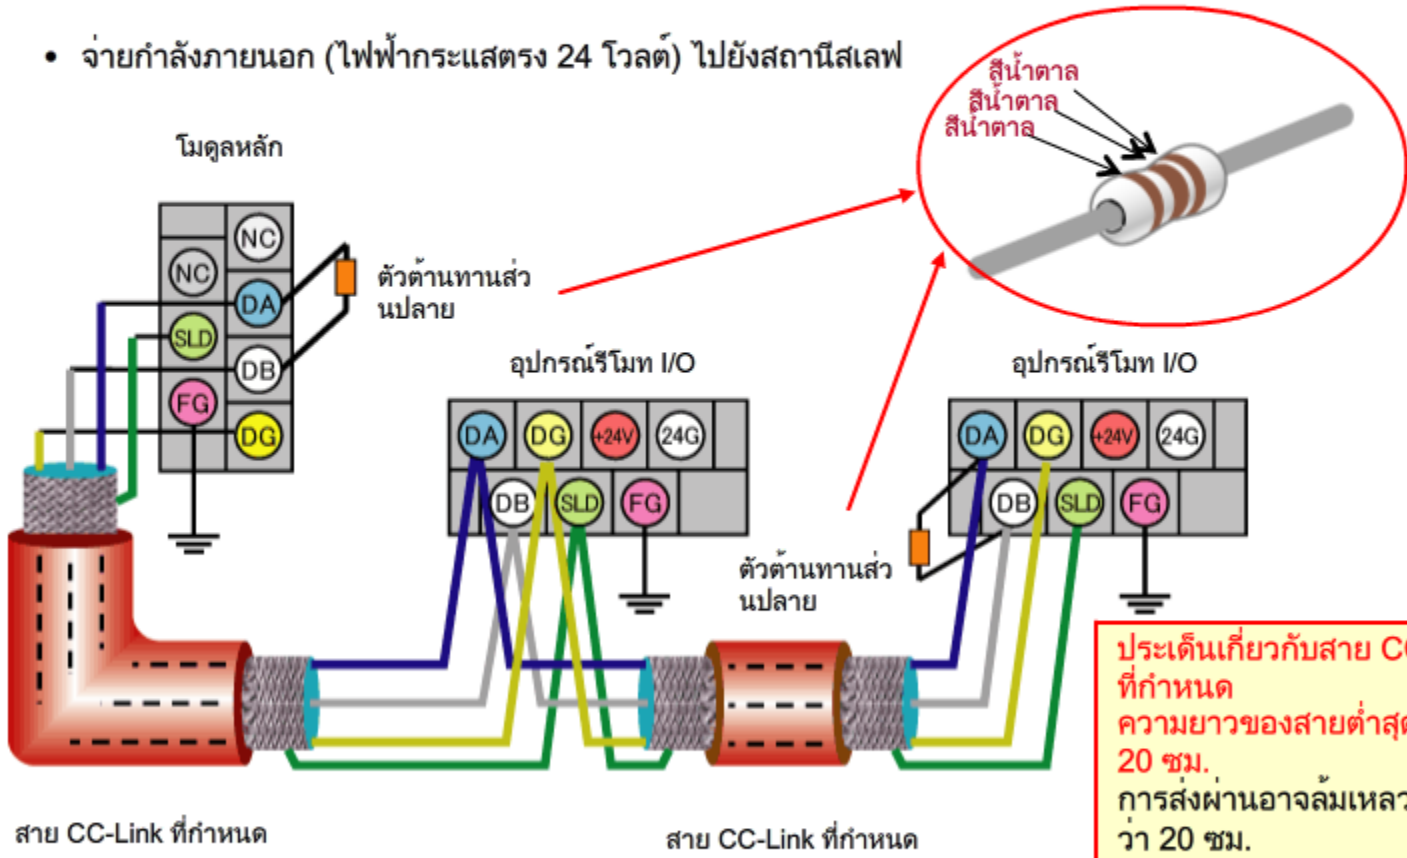 • จ่ายกำลังภายนอก (ไฟฟ้ากระแสตรง 24 โวลต์) ไปยังสถานีสเลฟ
สีน้ำตาล
สีน้ำตาล
สีน้ำตาล
โมดูลหลัก
NC
NC
DA
SLD
DB
FG
DG
ตัวต้านทานส่ว
นปลาย
อุปกรณ์รีโมท I/O
DA DG +24V 24G
DB SLD FG
อุปกรณ์รีโมท I/O
DA DG +24V 24G
DB SLD FG
ตัวต้านทานส่ว
นปลาย
ประเด็นเกี่ยวกับสาย
ที่กำหนด
ความยาวของสายต่ำสุด
20 ซม.
การส่งผ่านอาจล้มเหลว
ว่า 20 ซม.
สาย CC-Link ที่กำหนด
สาย CC-Link ที่กำหนด